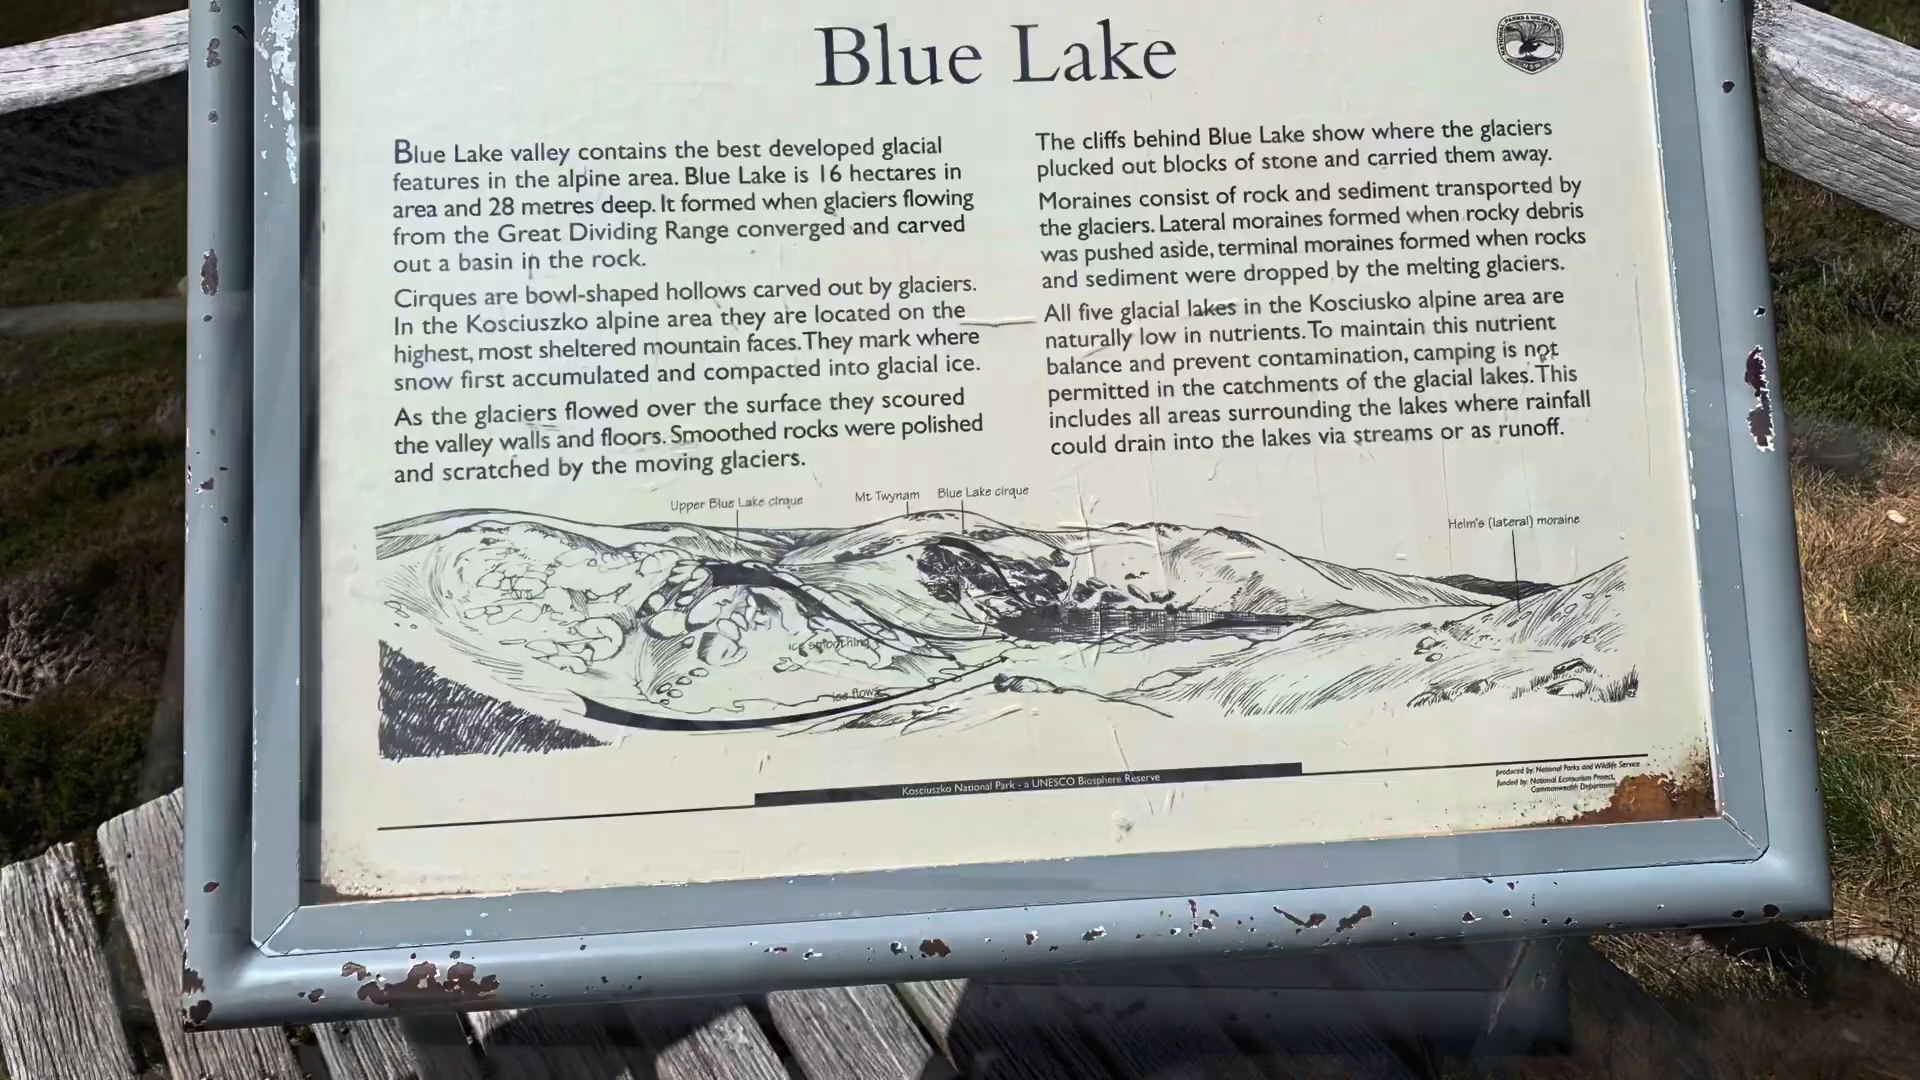 Blue Lake
NATIONAL PARKS & WILDLIFE
NSW
Blue Lake valley contains the best developed glacial
features in the alpine area. Blue Lake is 16 hectares in
area and 28 metres deep. It formed when glaciers flowing
from the Great Dividing Range converged and carved
out a basin in the rock.
Cirques are bowl-shaped hollows carved out by glaciers.
In the Kosciuszko alpine area they are located on the
highest, most sheltered mountain faces. They mark where
snow first accumulated and compacted into glacial ice.
As the glaciers flowed over the surface they scoured
the valley walls and floors. Smoothed rocks were polished
and scratched by the moving glaciers.
The cliffs behind Blue Lake show where the glaciers
plucked out blocks of stone and carried them away.
Moraines consist of rock and sediment transported by
the glaciers. Lateral moraines formed when rocky debris
was pushed aside, terminal moraines formed when rocks
and sediment were dropped by the melting glaciers.
All five glacial lakes in the Kosciusko alpine area are
naturally low in nutrients. To maintain this nutrient
balance and prevent contamination, camping is not
permitted in the catchments of the glacial lakes. This
includes all areas surrounding the lakes where rainfall
could drain into the lakes via streams or as runoff.
Upper Blue Lake cirque
Mt Twynam
Blue Lake cirque
Helm's (lateral) moraine
ice smoothing
ice flows
Kosciuszko National Park - a UNESCO Biosphere Reserve
produced by: National Parks and Wildlife Service
funded by: National Ecotourism Project,
Commonwealth